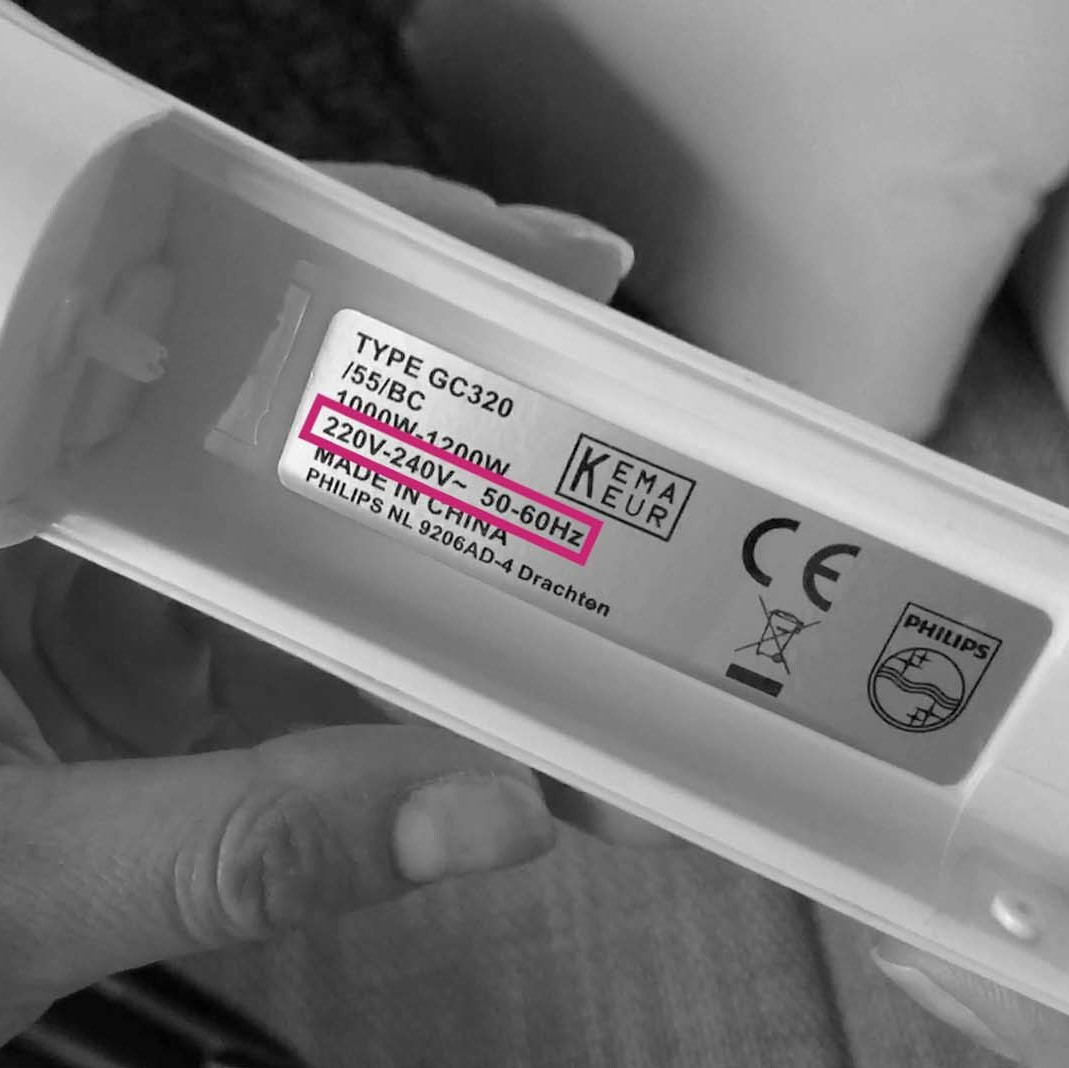 TYPE GC320
/55/BC
1000W-1200W
220V-240V~ 50-60Hz
MADE IN CHINA
PHILIPS NL 9206AD-4 Drachten
KEMA
EUR
CE
PHILIPS